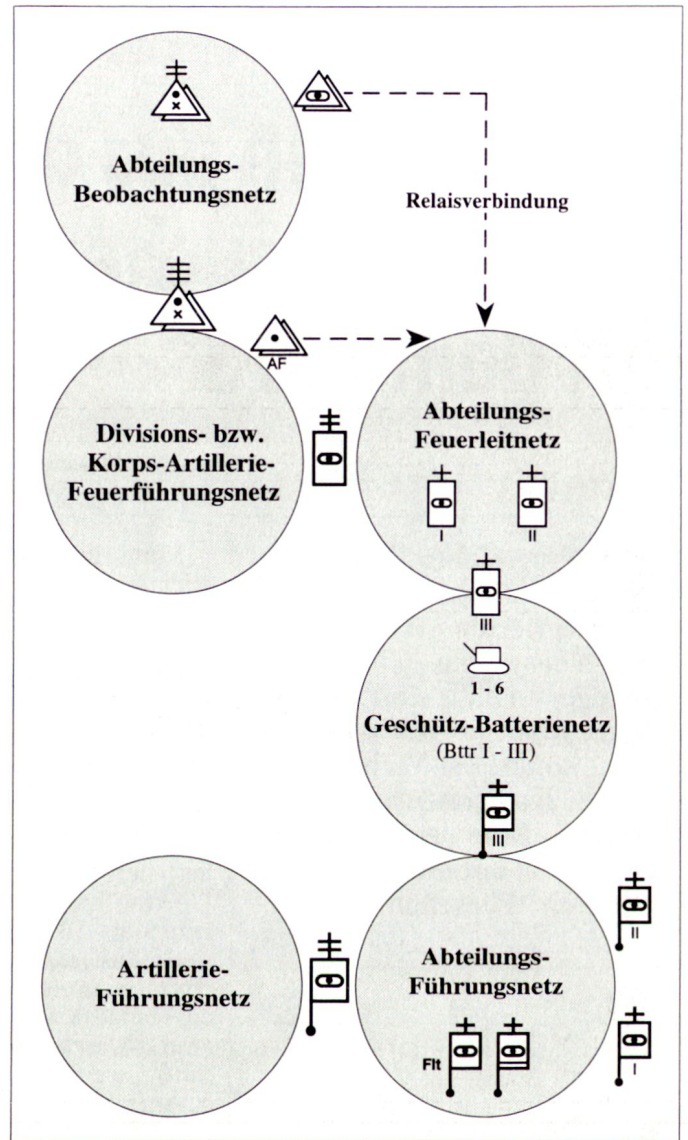 Abteilungs-
Beobachtungsnetz
Relaisverbindung
AF
Divisions- bzw.
Korps-Artillerie-
Feuerführungsnetz
Abteilungs-
Feuerleitnetz
I
II
III
1 - 6
Geschütz-Batterienetz
(Bttr I - III)
III
Artillerie-
Führungsnetz
Abteilungs-
Führungsnetz
II
Flt
I